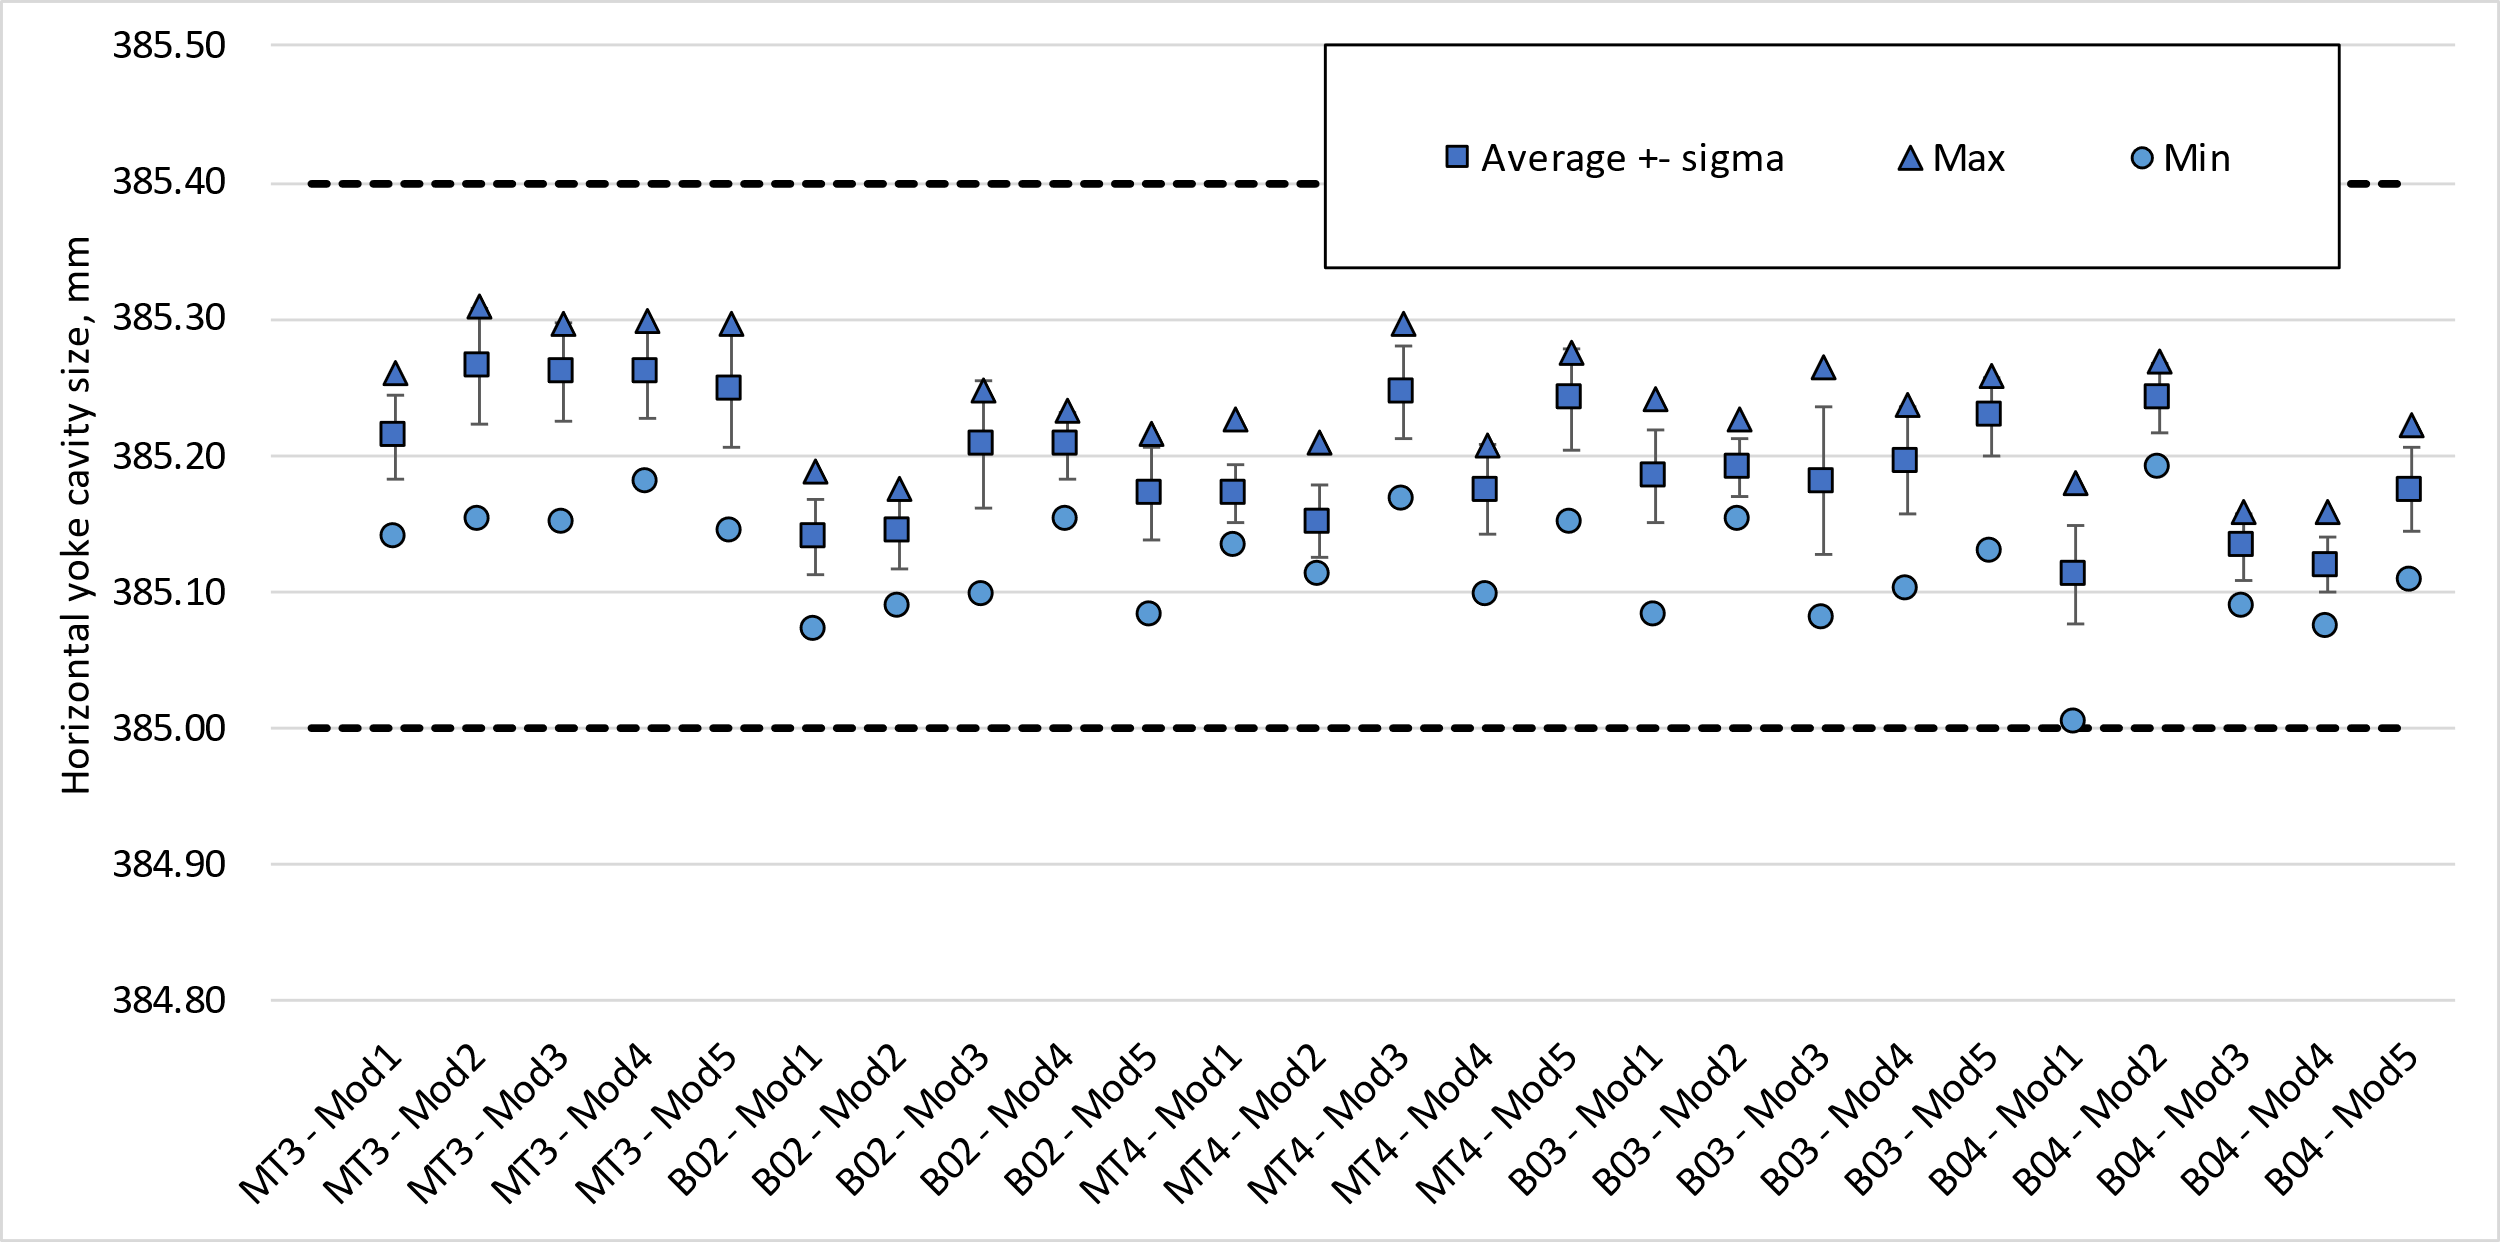 385.50
385.40
385.30
385.20
385.10
385.00
384.90
384.80
Horizontal yoke cavity size, mm
Average +- sigma
Max
Min
MT3 - Mod1
MT3 - Mod2
MT3 - Mod3
MT3 - Mod4
MT3 - Mod5
B02 - Mod1
B02 - Mod2
B02 - Mod3
B02 - Mod4
B02 - Mod5
MT4 - Mod1
MT4 - Mod2
MT4 - Mod3
MT4 - Mod4
MT4 - Mod5
B03 - Mod1
B03 - Mod2
B03 - Mod3
B03 - Mod4
B03 - Mod5
B04 - Mod1
B04 - Mod2
B04 - Mod3
B04 - Mod4
B04 - Mod5